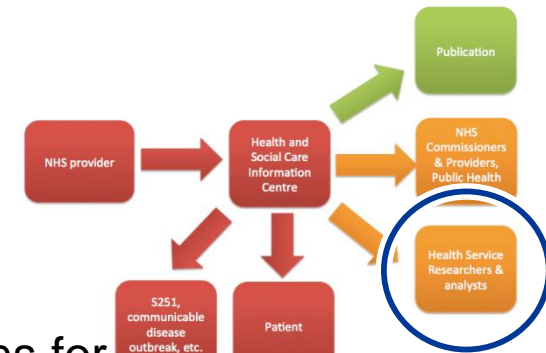 Publication
NHS provider
Health and
Social Care
Information
Centre
NHS
Commissioners
& Providers,
Public Health
Health Service
Researchers &
analysts
S251,
communicable
disease
outbreak, etc.
Patient
es for